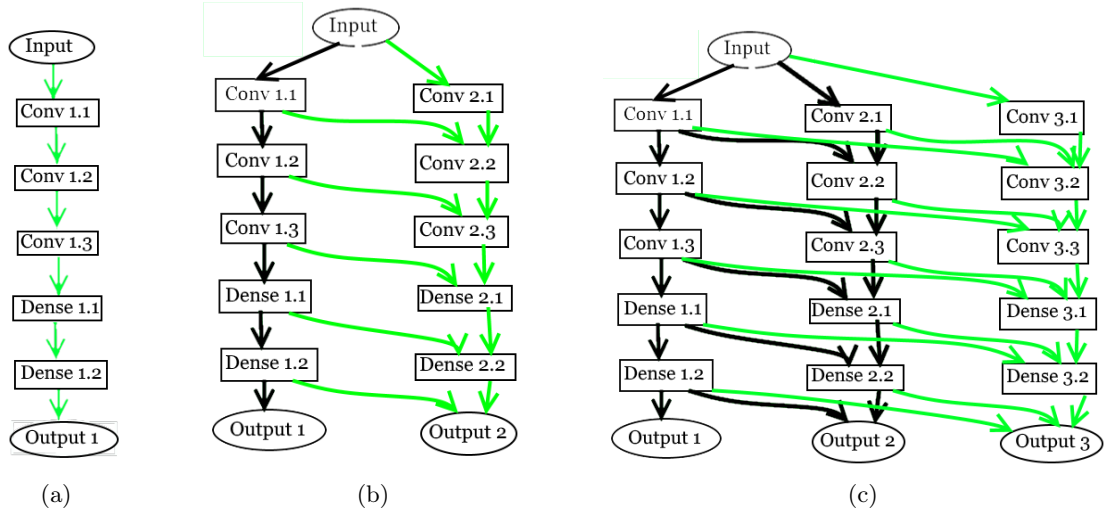 Input
Conv 1.1
Conv 1.2
Conv 1.3
Dense 1.1
Dense 1.2
Output 1
(a)
Input
Conv 1.1
Conv 2.1
Conv 1.2
Conv 2.2
Conv 1.3
Conv 2.3
Dense 1.1
Dense 2.1
Dense 1.2
Dense 2.2
Output 1
Output 2
(b)
Input
Conv 1.1
Conv 2.1
Conv 3.1
Conv 1.2
Conv 2.2
Conv 3.2
Conv 1.3
Conv 2.3
Conv 3.3
Dense 1.1
Dense 2.1
Dense 3.1
Dense 1.2
Dense 2.2
Dense 3.2
Output 1
Output 2
Output 3
(c)